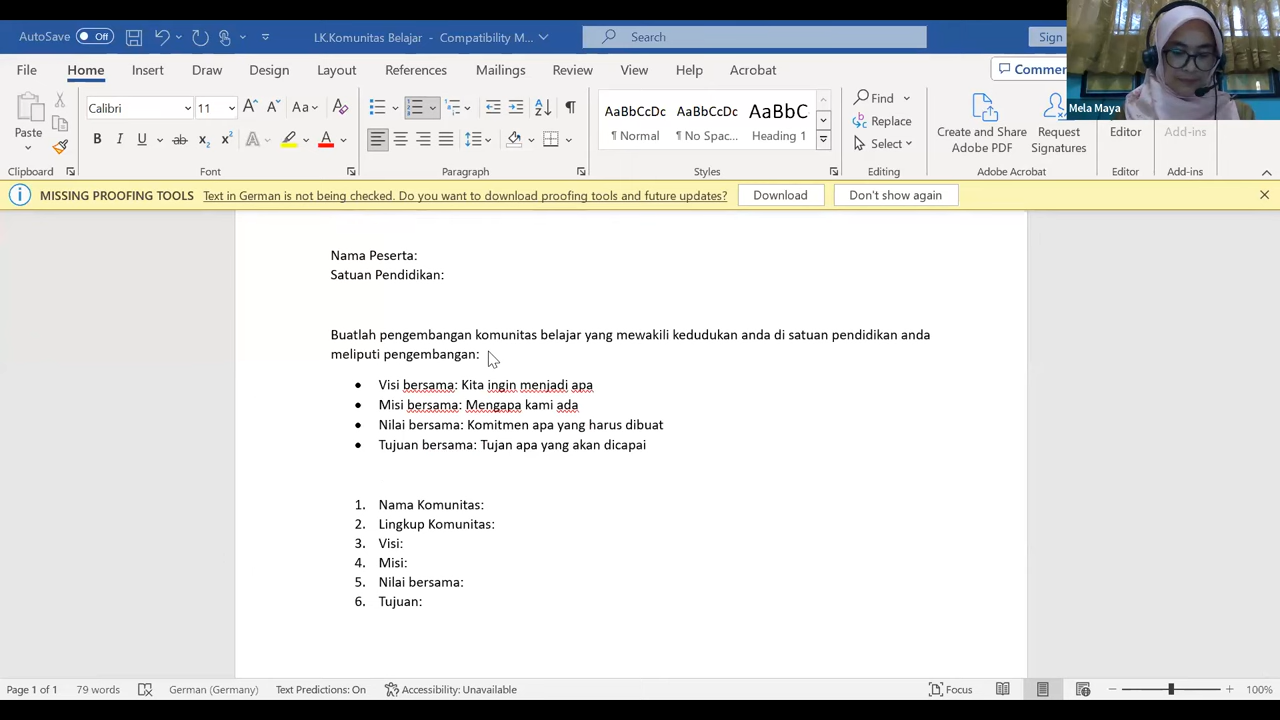 AutoSave Off LK.Komunitas Belajar - Compatibility M... Search Sign
Mela Maya
File Home Insert Draw Design Layout References Mailings Review View Help Acrobat Commen
Paste Calibri 11 Aa Find AaBbCcDc AaBbCcDc AaBbC
Replace
B I U ab x₂ x² A A ¶ Normal ¶ No Spac... Heading 1 Select Create and Share Adobe PDF Request Signatures Editor Add-ins
Clipboard Font Paragraph Styles Editing Adobe Acrobat Editor Add-ins
MISSING PROOFING TOOLS Text in German is not being checked. Do you want to download proofing tools and future updates? Download Don't show again
Nama Peserta:
Satuan Pendidikan:
Buatlah pengembangan komunitas belajar yang mewakili kedudukan anda di satuan pendidikan anda
meliputi pengembangan:
• Visi bersama: Kita ingin menjadi apa
• Misi bersama: Mengapa kami ada
• Nilai bersama: Komitmen apa yang harus dibuat
• Tujuan bersama: Tujan apa yang akan dicapai
1. Nama Komunitas:
2. Lingkup Komunitas:
3. Visi:
4. Misi:
5. Nilai bersama:
6. Tujuan:
Page 1 of 1 79 words German (Germany) Text Predictions: On Accessibility: Unavailable Focus 100%